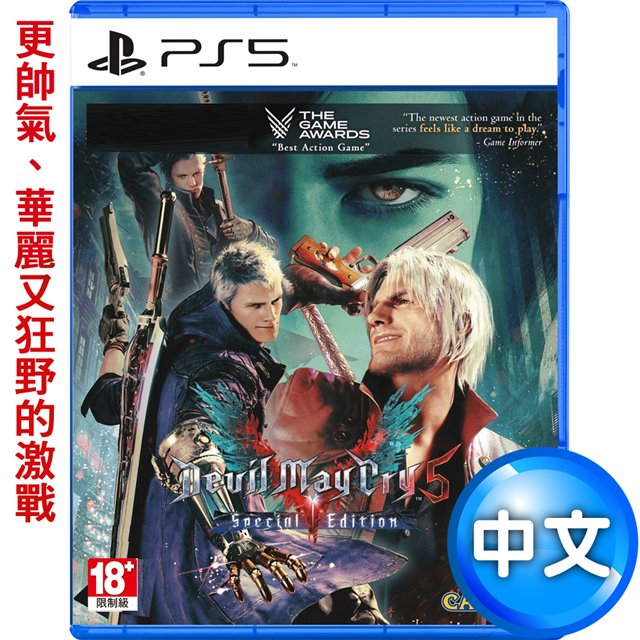 更帥氣、華麗又狂野的激戰
PS5
THE
GAME
AWARDS
"Best Action Game"
"The newest action game in the
series feels like a dream to play."
Game Informer
Devil May Cry 5
™
Special Edition
®
18+
限制級
中文